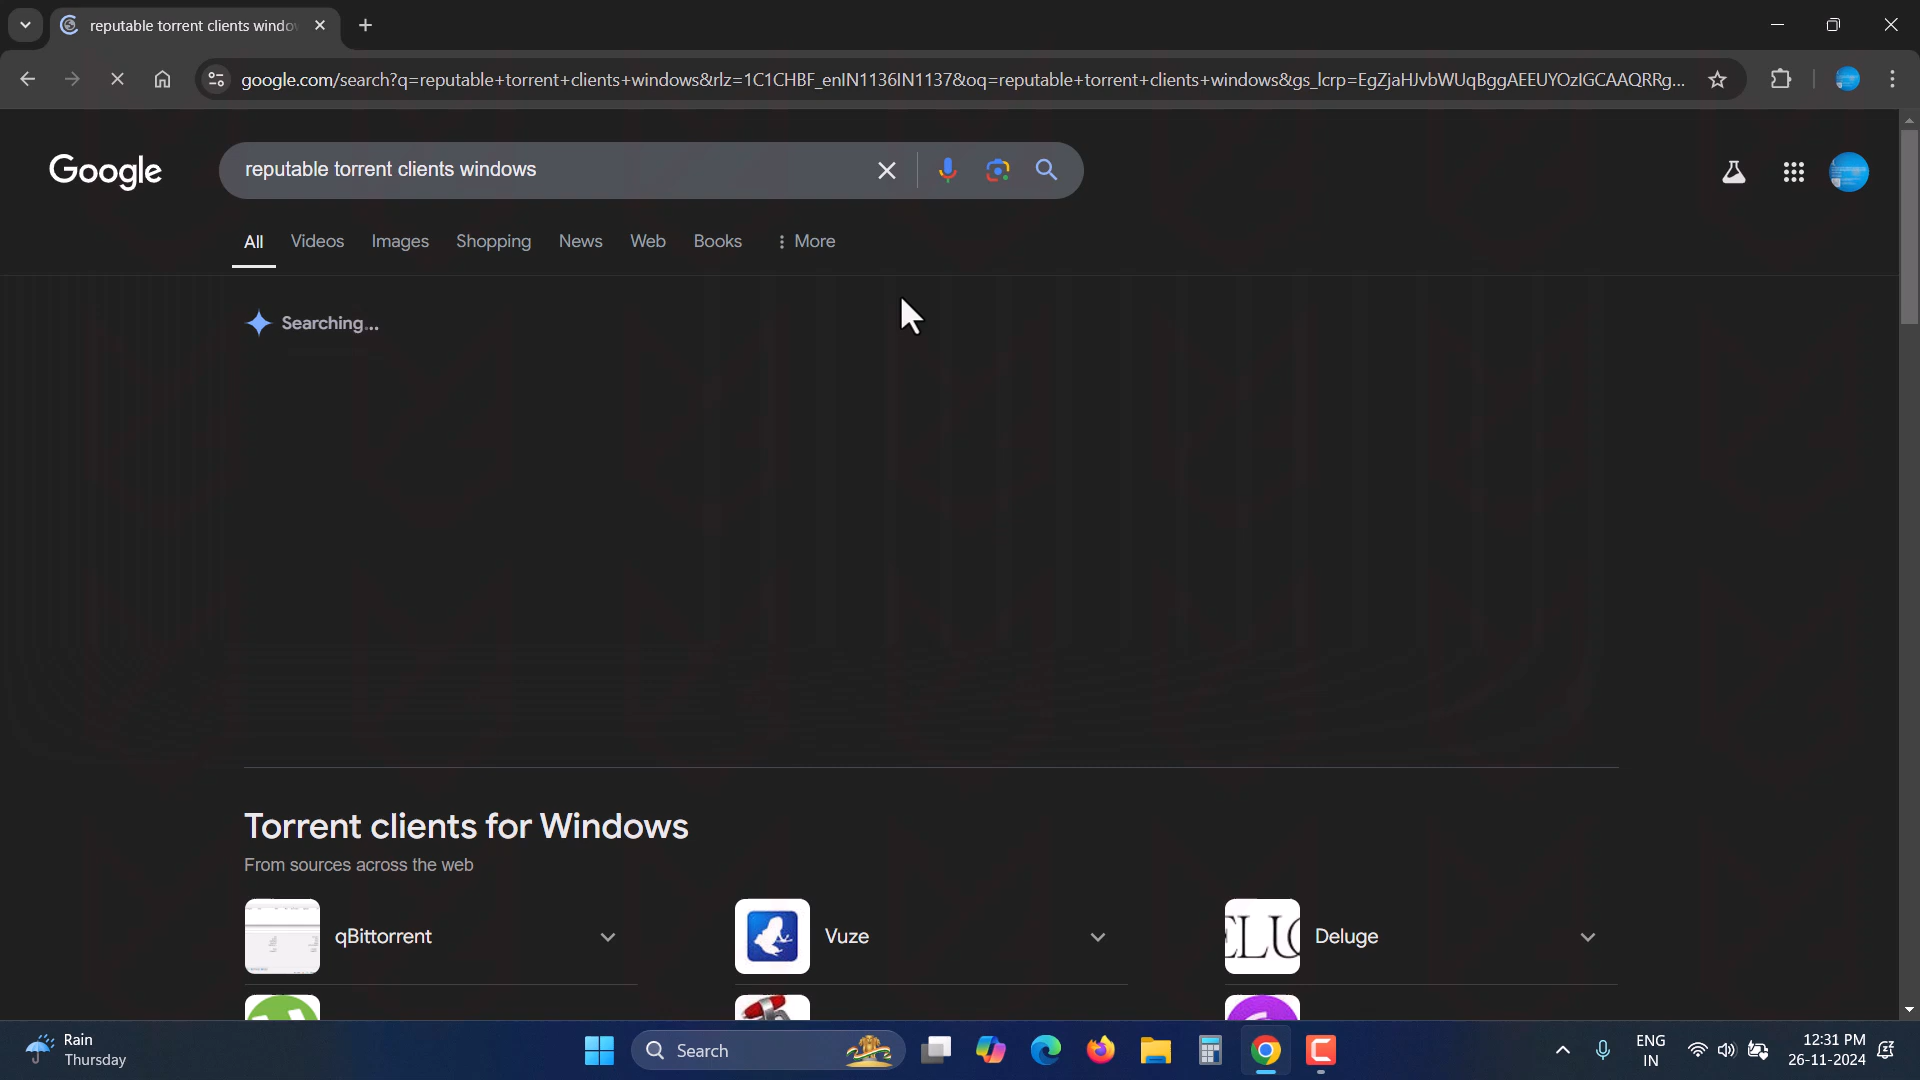 reputable torrent clients windo
google.com/search?q=reputable+torrent+clients+windows&rlz=1C1CHBF_enIN1136IN1137&oq=reputable+torrent+clients+windows&gs_lcrp=EgZjaHJvbWUqBggAEEUYOzIGCAAQRRg...
Google
reputable torrent clients windows
All
Videos
Images
Shopping
News
Web
Books
More
Searching...
Torrent clients for Windows
From sources across the web
qBittorrent
Vuze
Deluge
Rain
Thursday
Search
ENG
IN
12:31 PM
26-11-2024